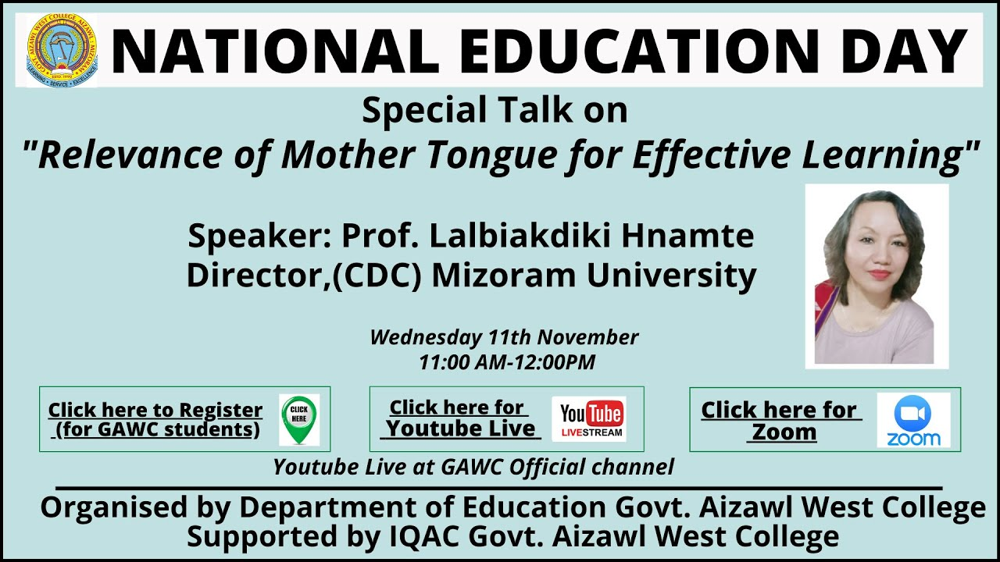 GOVT. AIZAWL WEST COLLEGE, AIZAWL : MIZORAM
ESTD. 1990
LEARNING • SERVICE • EXCELLENCE
NATIONAL EDUCATION DAY
Special Talk on
"Relevance of Mother Tongue for Effective Learning"
Speaker: Prof. Lalbiakdiki Hnamte
Director,(CDC) Mizoram University
Wednesday 11th November
11:00 AM-12:00PM
Click here to Register
(for GAWC students)
CLICK
HERE
Click here for
Youtube Live
YouTube
LIVESTREAM
Click here for
Zoom
zoom
Youtube Live at GAWC Official channel
Organised by Department of Education Govt. Aizawl West College
Supported by IQAC Govt. Aizawl West College